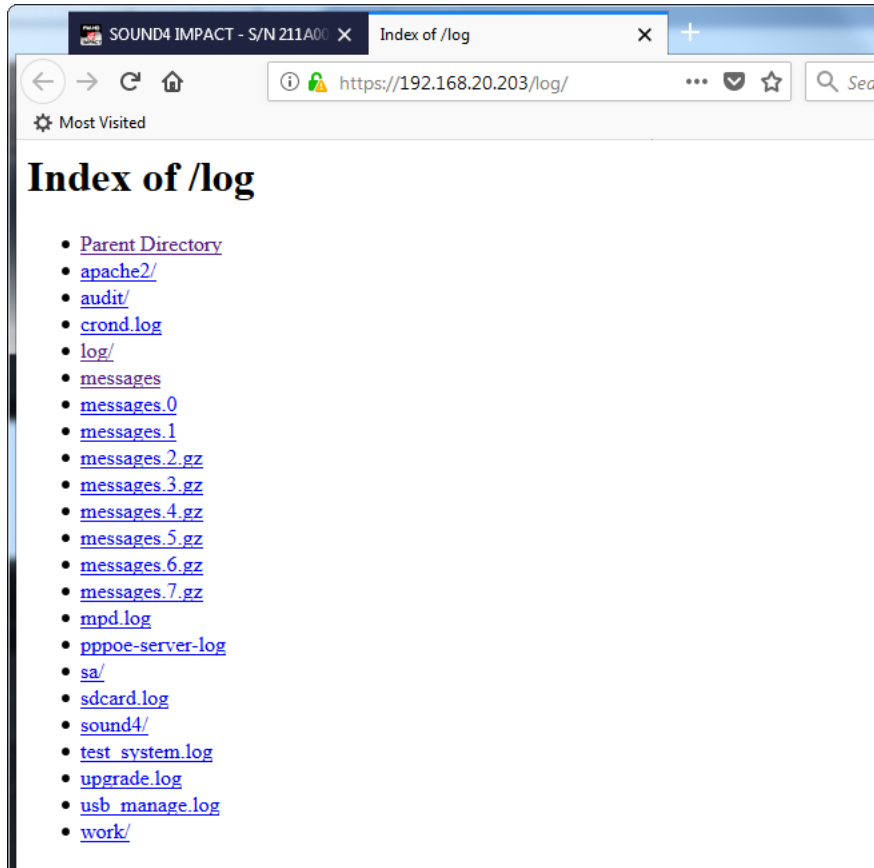 SOUND4 IMPACT - S/N 211A00
Index of /log
https://192.168.20.203/log/
Most Visited
Index of /log
Parent Directory
apache2/
audit/
crond.log
log/
messages
messages.0
messages.1
messages.2.gz
messages.3.gz
messages.4.gz
messages.5.gz
messages.6.gz
messages.7.gz
mpd.log
pppoe-server-log
sa/
sdcard.log
sound4/
test_system.log
upgrade.log
usb_manage.log
work/